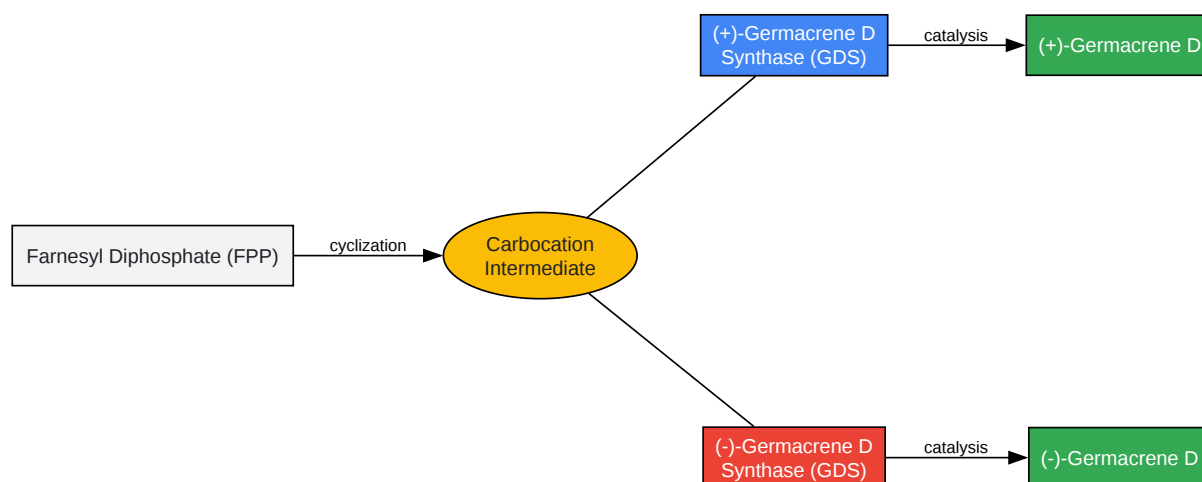 Farnesyl Diphosphate (FPP)
cyclization
Carbocation
Intermediate
(+)-Germacrene D
Synthase (GDS)
catalysis
(+)-Germacrene D
(-)-Germacrene D
Synthase (GDS)
catalysis
(-)-Germacrene D